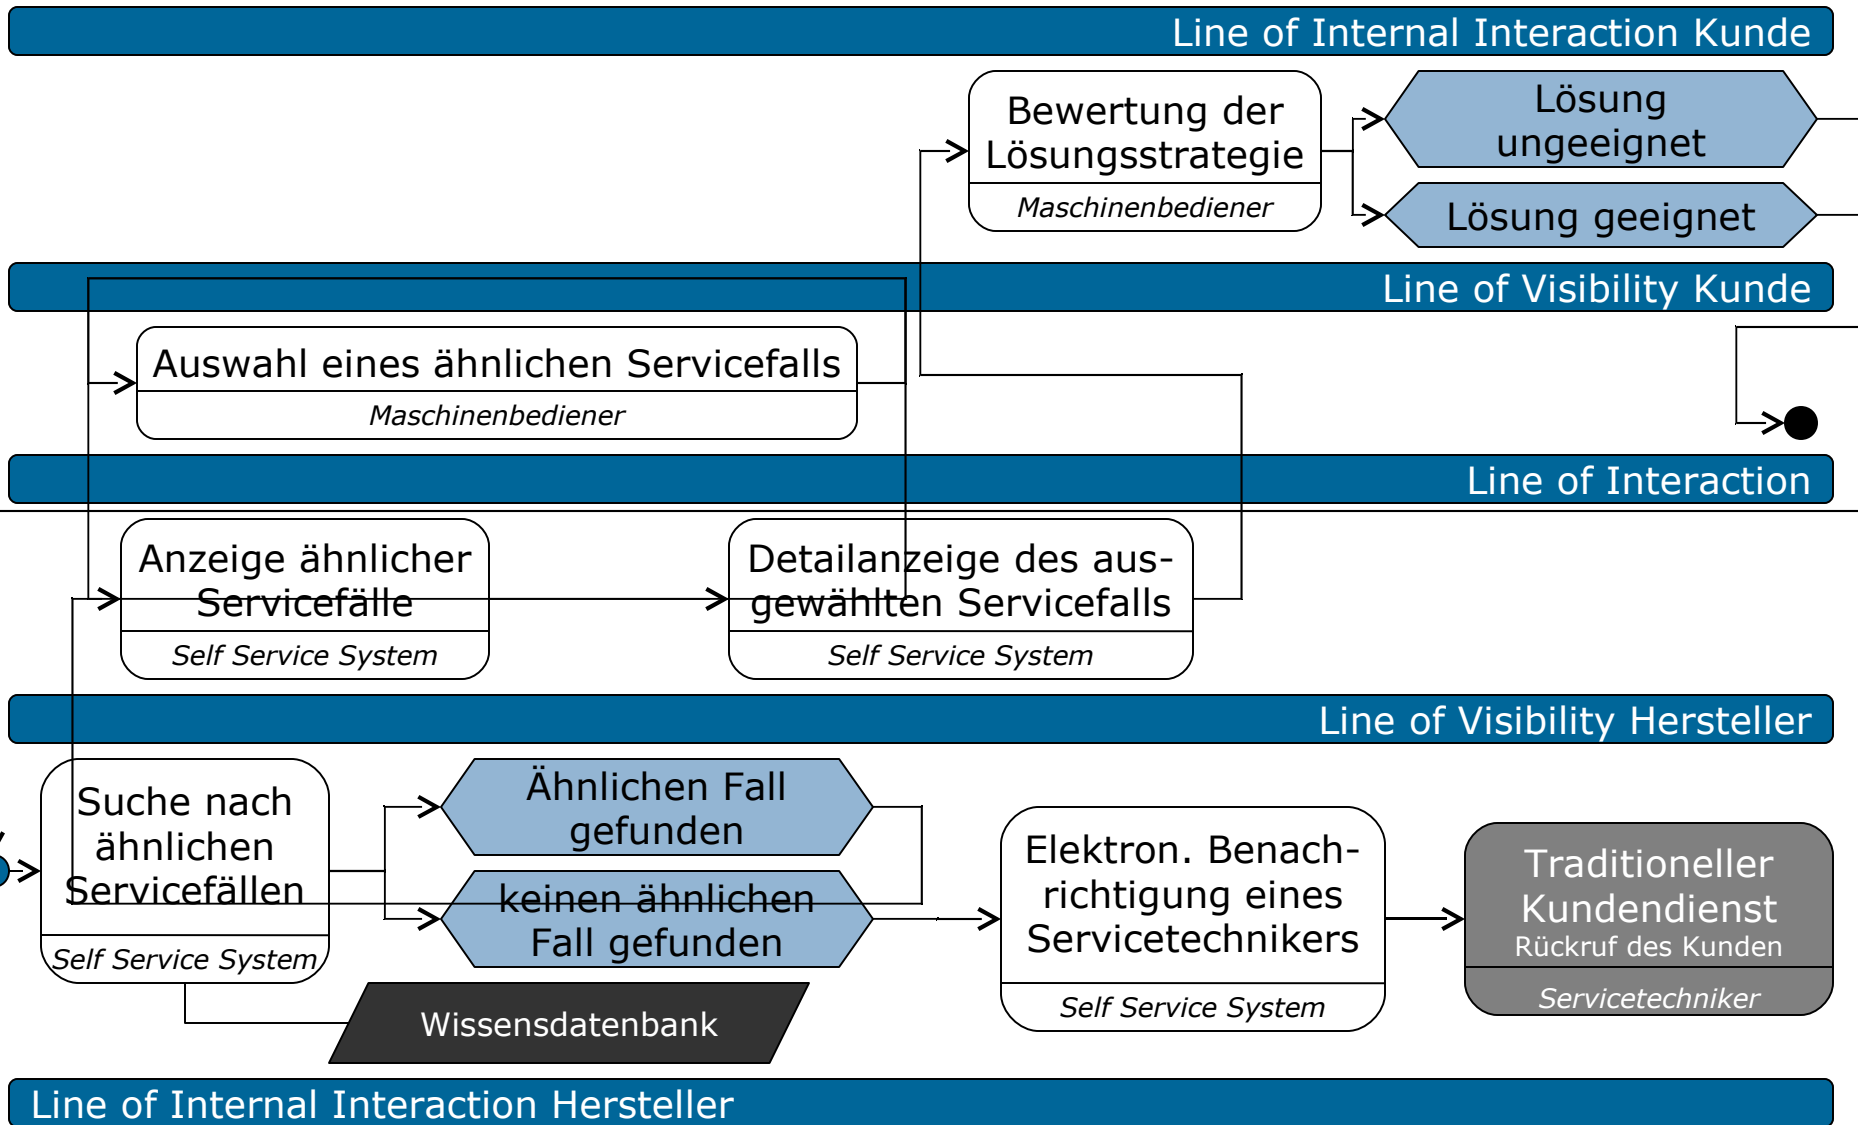 Line of Internal Interaction Kunde
Bewertung der
Lösungsstrategie
Maschinenbediener
Lösung
ungeeignet
Lösung geeignet
Line of Visibility Kunde
Auswahl eines ähnlichen Servicefalls
Maschinenbediener
Line of Interaction
Anzeige ähnlicher
Servicefälle
Self Service System
Detailanzeige des aus-
gewählten Servicefalls
Self Service System
Line of Visibility Hersteller
Suche nach
ähnlichen
Servicefällen
Self Service System
Ähnlichen Fall
gefunden
keinen ähnlichen
Fall gefunden
Wissensdatenbank
Elektron. Benach-
richtigung eines
Servicetechnikers
Self Service System
Traditioneller
Kundendienst
Rückruf des Kunden
Servicetechniker
Line of Internal Interaction Hersteller